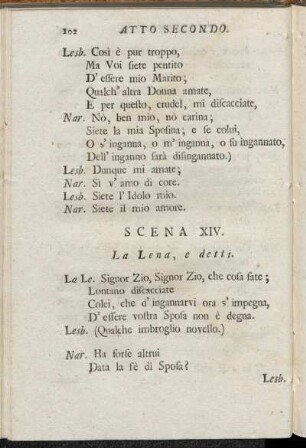 102 ATTO SECONDO.
Lesb. Così è pur troppo,
Ma Voi siete pentito
D' essere mio Marito;
Qualch' altra Donna amate,
E per questo, crudel, mi discacciate,
Nar. Nò, ben mio, nò carina;
Siete la mia Sposina; e se colui,
O s' inganna, o m' inganna, o fu ingannato,
Dell' inganno sarà disingannato.)
Lesb. Dunque mi amate;
Nar. Sì v' amo di core.
Lesb. Siete l' Idolo mio.
Nar. Siete il mio amore.
SCENA XIV.
La Lena, e detti.
La Le. Signor Zio, Signor Zio, che cosa fate;
Lontano discacciate
Colei, che d' ingannarvi ora s' impegna,
D' essere vostra Sposa non è degna.
Lesb. (Qualche imbroglio novello.)
Nar. Ha forse altrui
Data la fè di Sposa?
Lesb.